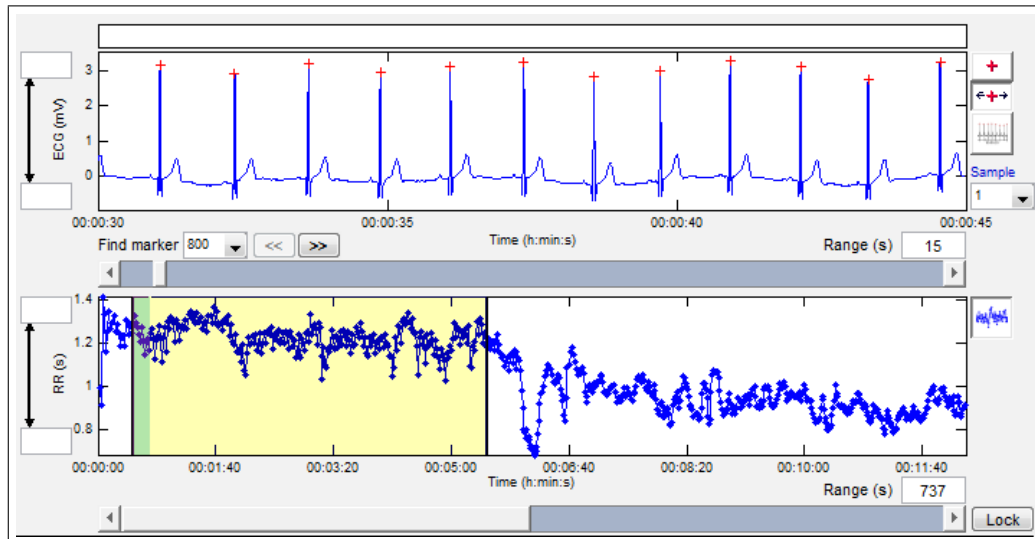 3
2
1
0
ECG (mV)
Sample
1
00:00:30 00:00:35 00:00:40 00:00:45
Time (h:min:s)
Find marker 800 << >> Range (s) 15
1.4
1.2
1
0.8
RR (s)
00:00:00 00:01:40 00:03:20 00:05:00 00:06:40 00:08:20 00:10:00 00:11:40
Time (h:min:s)
Range (s) 737
Lock